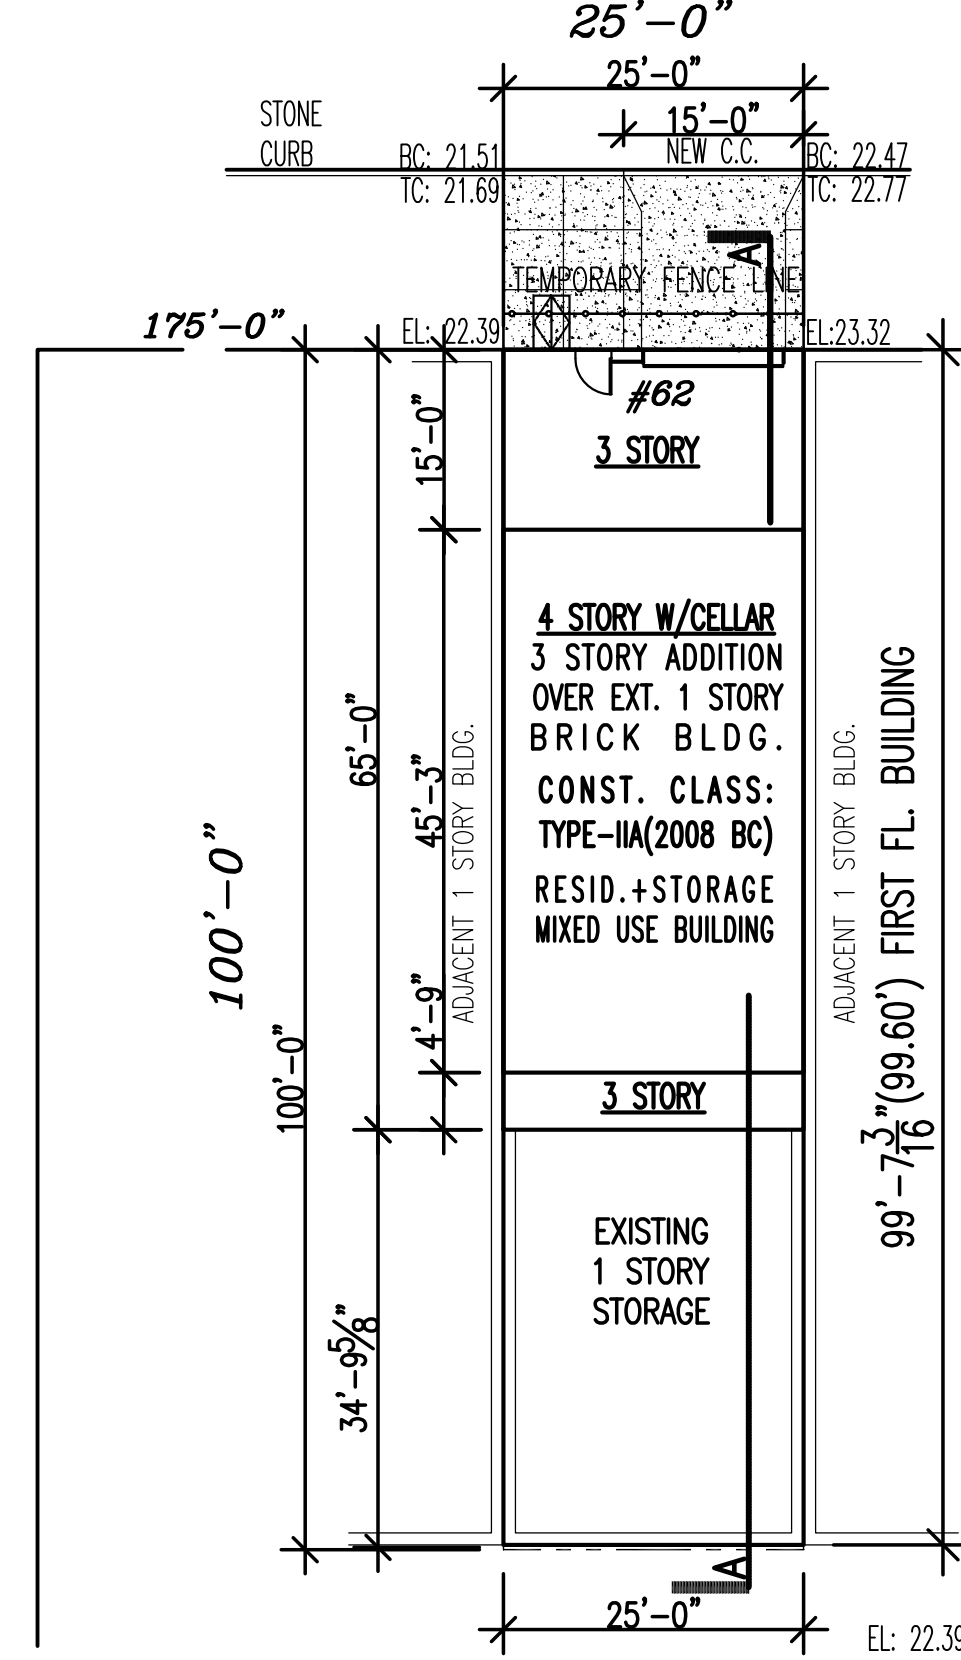 25'-0"
25'-0"
15'-0"
STONE
CURB
NEW C.C.
BC: 21.51
TC: 21.69
BC: 22.47
TC: 22.77
A
TEMPORARY FENCE LINE
175'-0"
EL: 22.39
EL:23.32
#62
3 STORY
15'-0"
4 STORY W/CELLAR
3 STORY ADDITION
OVER EXT. 1 STORY
BRICK BLDG.
CONST. CLASS:
TYPE-IIA(2008 BC)
RESID.+STORAGE
MIXED USE BUILDING
65'-0"
45'-3"
ADJACENT 1 STORY BLDG.
ADJACENT 1 STORY BLDG.
99'-7 3/16"(99.60') FIRST FL. BUILDING
100'-0"
100'-0"
4'-9"
3 STORY
EXISTING
1 STORY
STORAGE
34'-9 5/8"
A
25'-0"
EL: 22.39